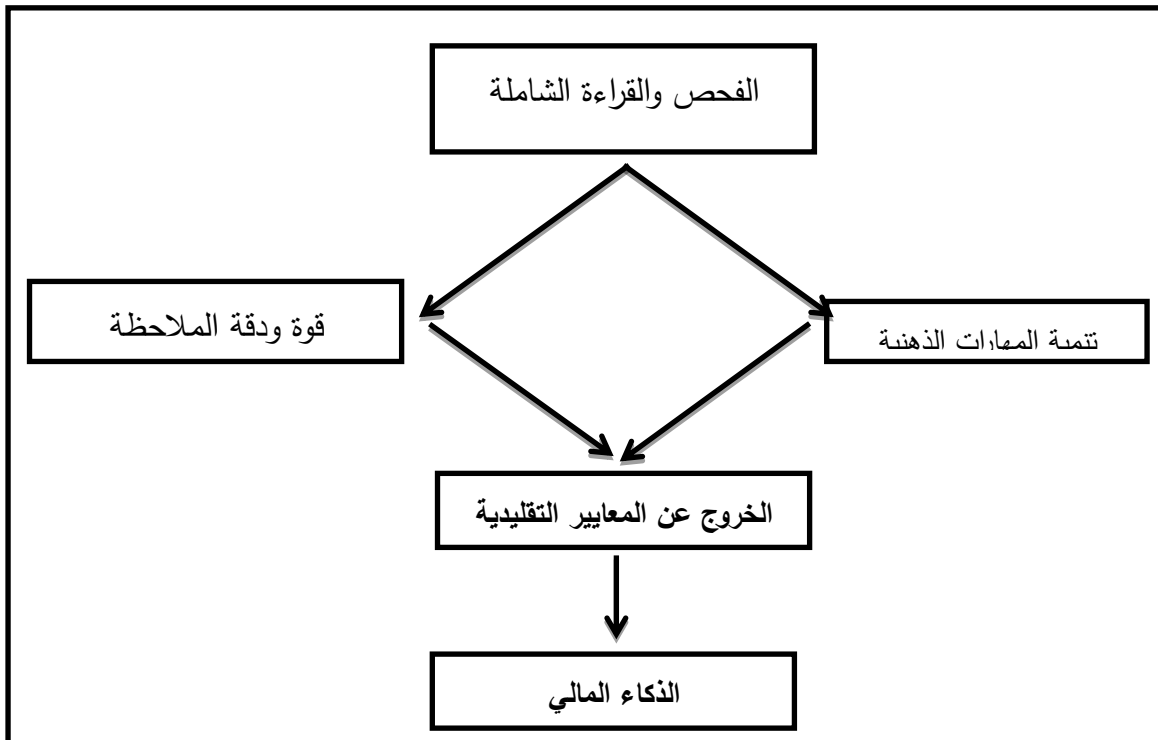 الفحص والقراءة الشاملة
تنمية المهارات الذهنية
قوة ودقة الملاحظة
الخروج عن المعايير التقليدية
الذكاء المالي